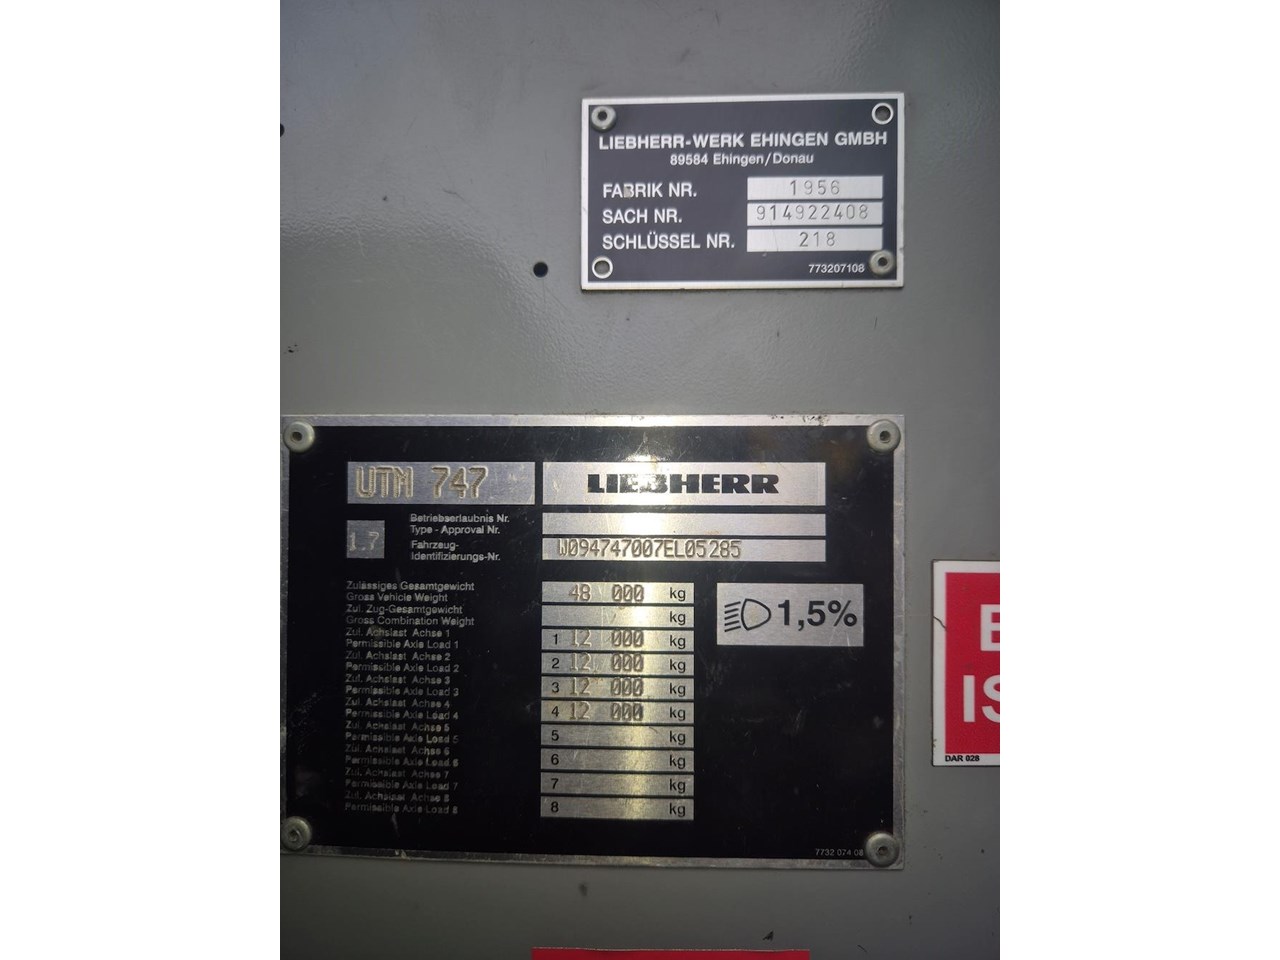 LIEBHERR-WERK EHINGEN GMBH
89584 Ehingen/Donau
FABRIK NR. 1956
SACH NR. 914922408
SCHLÜSSEL NR. 218
773207108
UTM 747 LIEBHERR
Betriebserlaubnis Nr.
Type - Approval Nr.
1.7 Fahrzeug-
Identifizierungs-Nr. W094747007EL05285
Zulässiges Gesamtgewicht
Gross Vehicle Weight 48 000 kg
1,5%
Zul. Zug-Gesamtgewicht
Gross Combination Weight kg
Zul. Achslast Achse 1
Permissible Axle Load 1 1 12 000 kg
Zul. Achslast Achse 2
Permissible Axle Load 2 2 12 000 kg
Zul. Achslast Achse 3
Permissible Axle Load 3 3 12 000 kg
Zul. Achslast Achse 4
Permissible Axle Load 4 4 12 000 kg
Zul. Achslast Achse 5
Permissible Axle Load 5 5 kg
Zul. Achslast Achse 6
Permissible Axle Load 6 6 kg
Zul. Achslast Achse 7
Permissible Axle Load 7 7 kg
Zul. Achslast Achse 8
Permissible Axle Load 8 8 kg
7732 074 08
E
IS
DAR 028